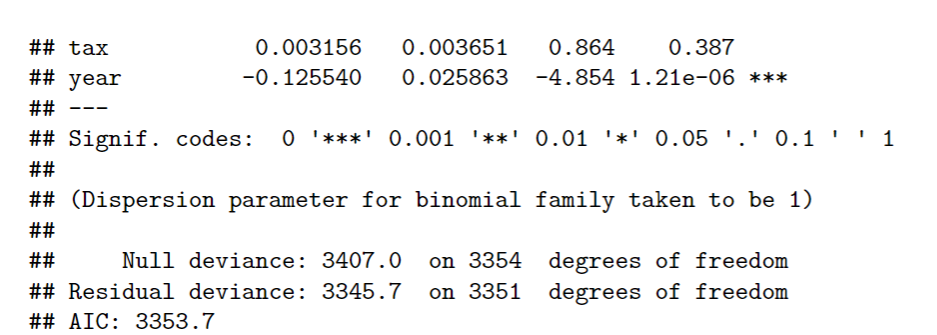 ## tax 0.003156 0.003651 0.864 0.387
## year -0.125540 0.025863 -4.854 1.21e-06 ***
## ---
## Signif. codes: 0 '***' 0.001 '**' 0.01 '*' 0.05 '.' 0.1 ' ' 1
##
## (Dispersion parameter for binomial family taken to be 1)
##
## Null deviance: 3407.0 on 3354 degrees of freedom
## Residual deviance: 3345.7 on 3351 degrees of freedom
## AIC: 3353.7